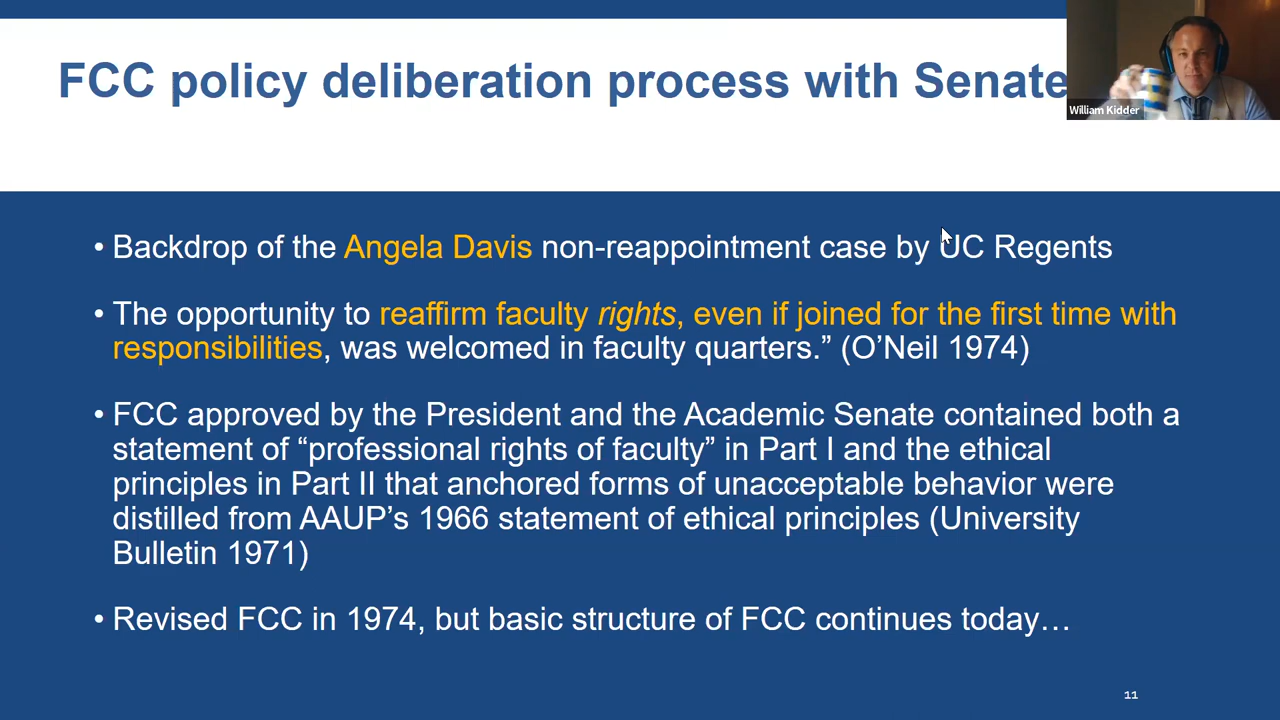 FCC policy deliberation process with Senate
William Kidder
• Backdrop of the Angela Davis non-reappointment case by UC Regents
• The opportunity to reaffirm faculty rights, even if joined for the first time with
responsibilities, was welcomed in faculty quarters.” (O’Neil 1974)
• FCC approved by the President and the Academic Senate contained both a
statement of “professional rights of faculty” in Part I and the ethical
principles in Part II that anchored forms of unacceptable behavior were
distilled from AAUP’s 1966 statement of ethical principles (University
Bulletin 1971)
• Revised FCC in 1974, but basic structure of FCC continues today…
11